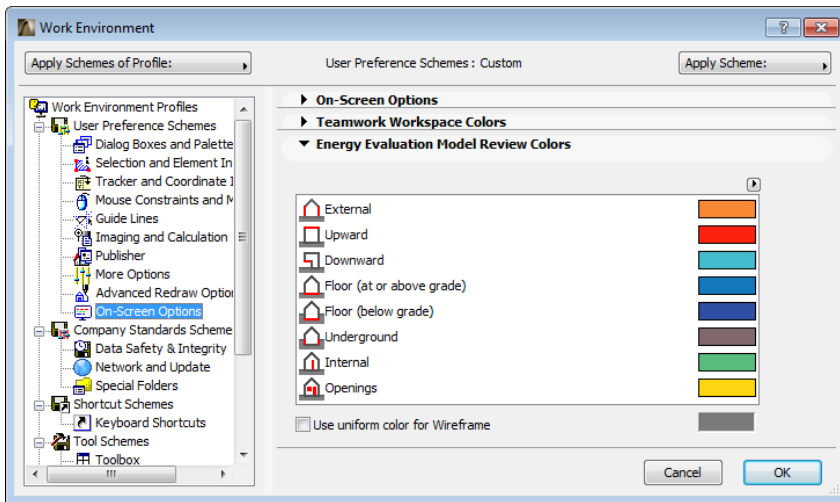 Work Environment
Apply Schemes of Profile:
User Preference Schemes : Custom
Apply Scheme:
Work Environment Profiles
User Preference Schemes
Dialog Boxes and Palette
Selection and Element In
Tracker and Coordinate I
Mouse Constraints and M
Guide Lines
Imaging and Calculation
Publisher
More Options
Advanced Redraw Option
On-Screen Options
Company Standards Scheme
Data Safety & Integrity
Network and Update
Special Folders
Shortcut Schemes
Keyboard Shortcuts
Tool Schemes
Toolbox
On-Screen Options
Teamwork Workspace Colors
Energy Evaluation Model Review Colors
External
Upward
Downward
Floor (at or above grade)
Floor (below grade)
Underground
Internal
Openings
Use uniform color for Wireframe
Cancel
OK